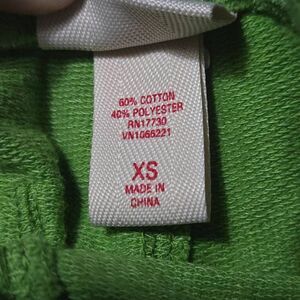 60% COTTON
40% POLYESTER
RN17730
VN1066221
XS
MADE IN
CHINA